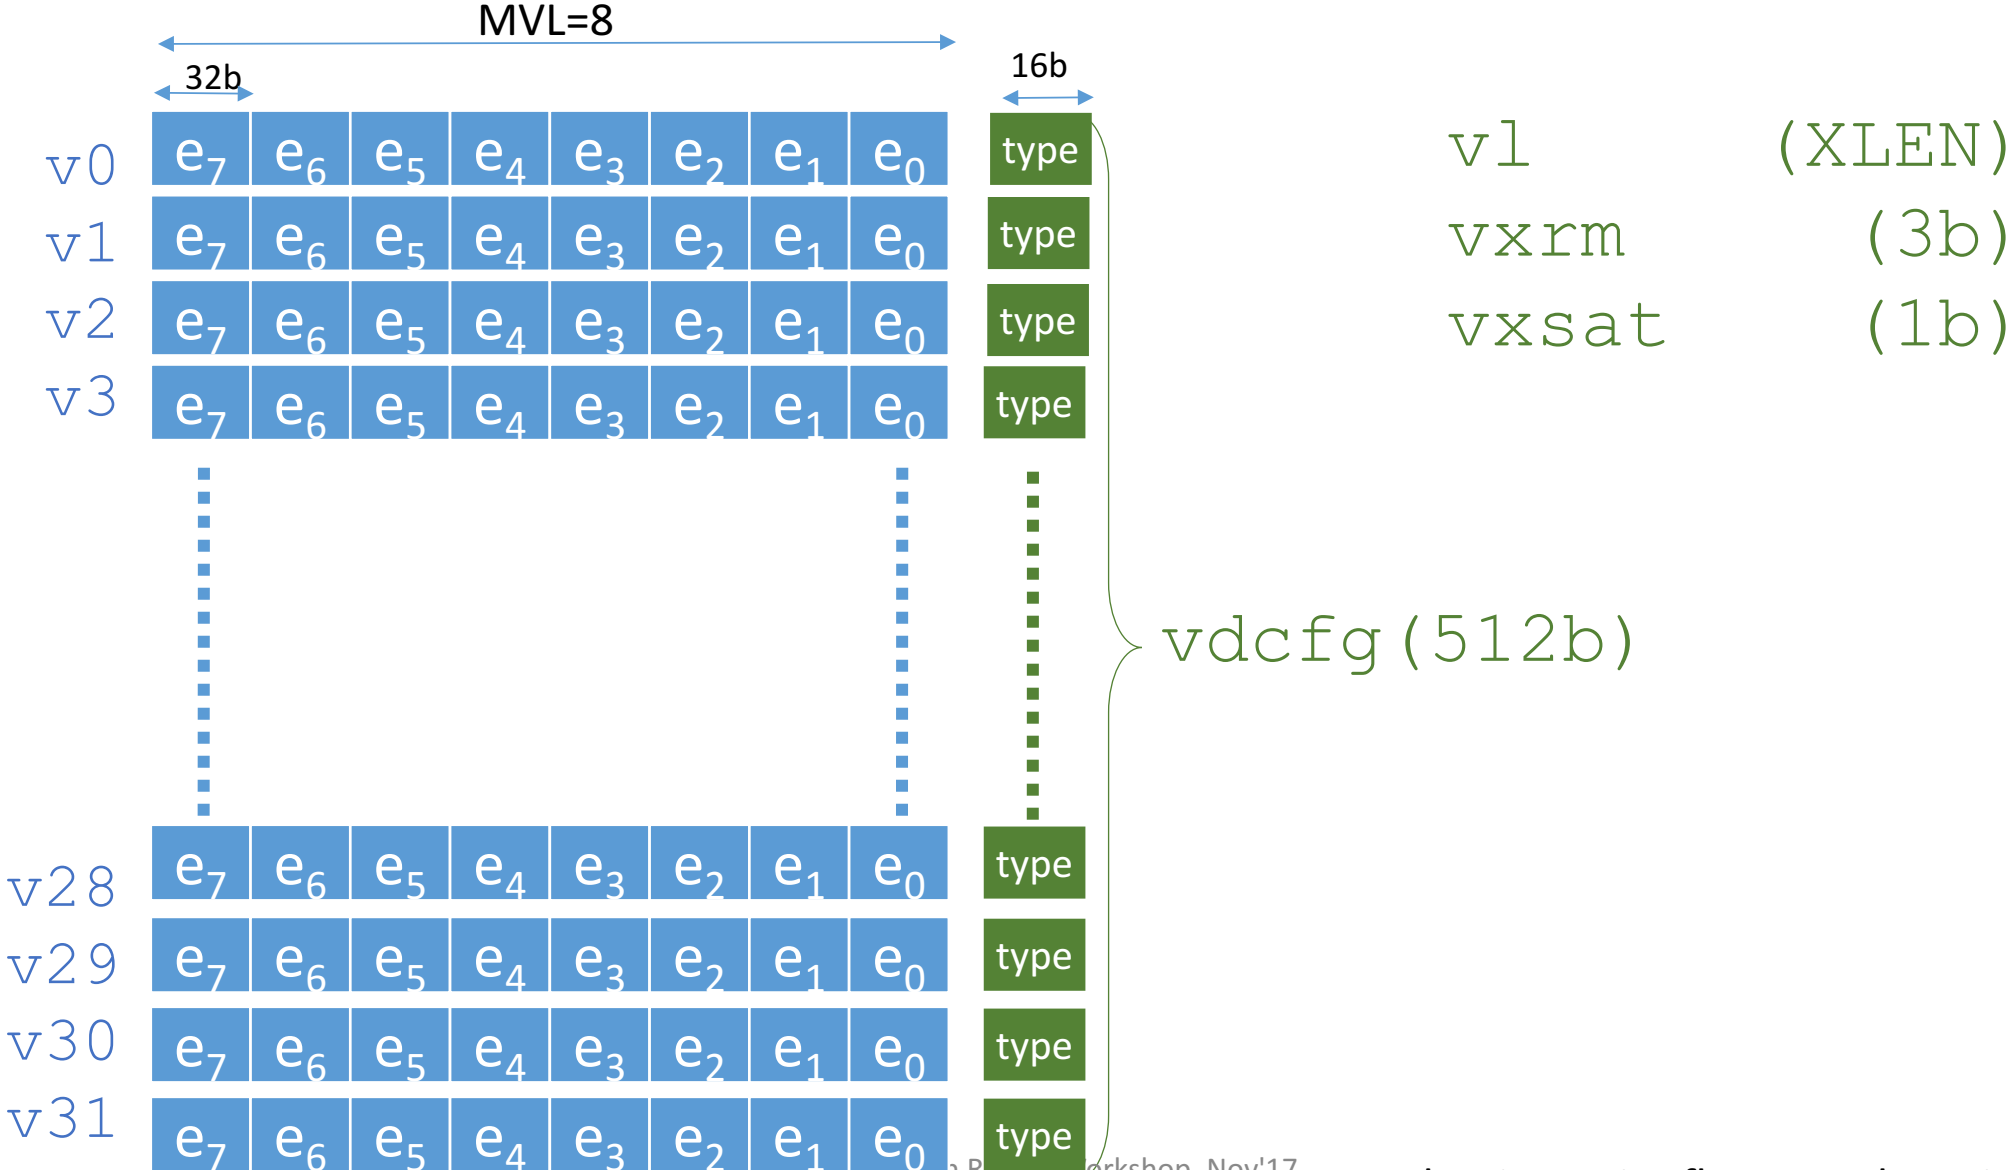 MVL=8
32b
16b
v0 e7 e6 e5 e4 e3 e2 e1 e0 type
vl (XLEN)
v1 e7 e6 e5 e4 e3 e2 e1 e0 type
vxrm (3b)
v2 e7 e6 e5 e4 e3 e2 e1 e0 type
vxsat (1b)
v3 e7 e6 e5 e4 e3 e2 e1 e0 type
vdcfg(512b)
v28 e7 e6 e5 e4 e3 e2 e1 e0 type
v29 e7 e6 e5 e4 e3 e2 e1 e0 type
v30 e7 e6 e5 e4 e3 e2 e1 e0 type
v31 e7 e6 e5 e4 e3 e2 e1 e0 type
Nov'17